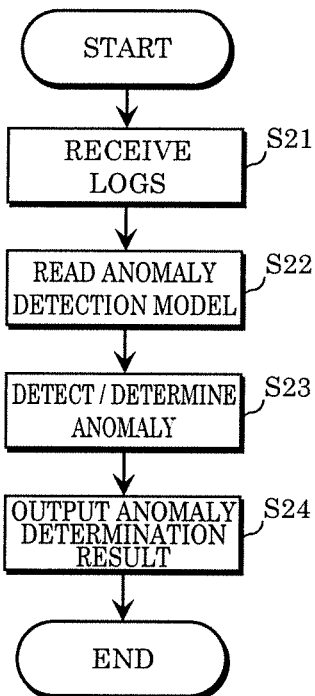 START
S21
RECEIVE
LOGS
S22
READ ANOMALY
DETECTION MODEL
S23
DETECT / DETERMINE
ANOMALY
S24
OUTPUT ANOMALY
DETERMINATION
RESULT
END